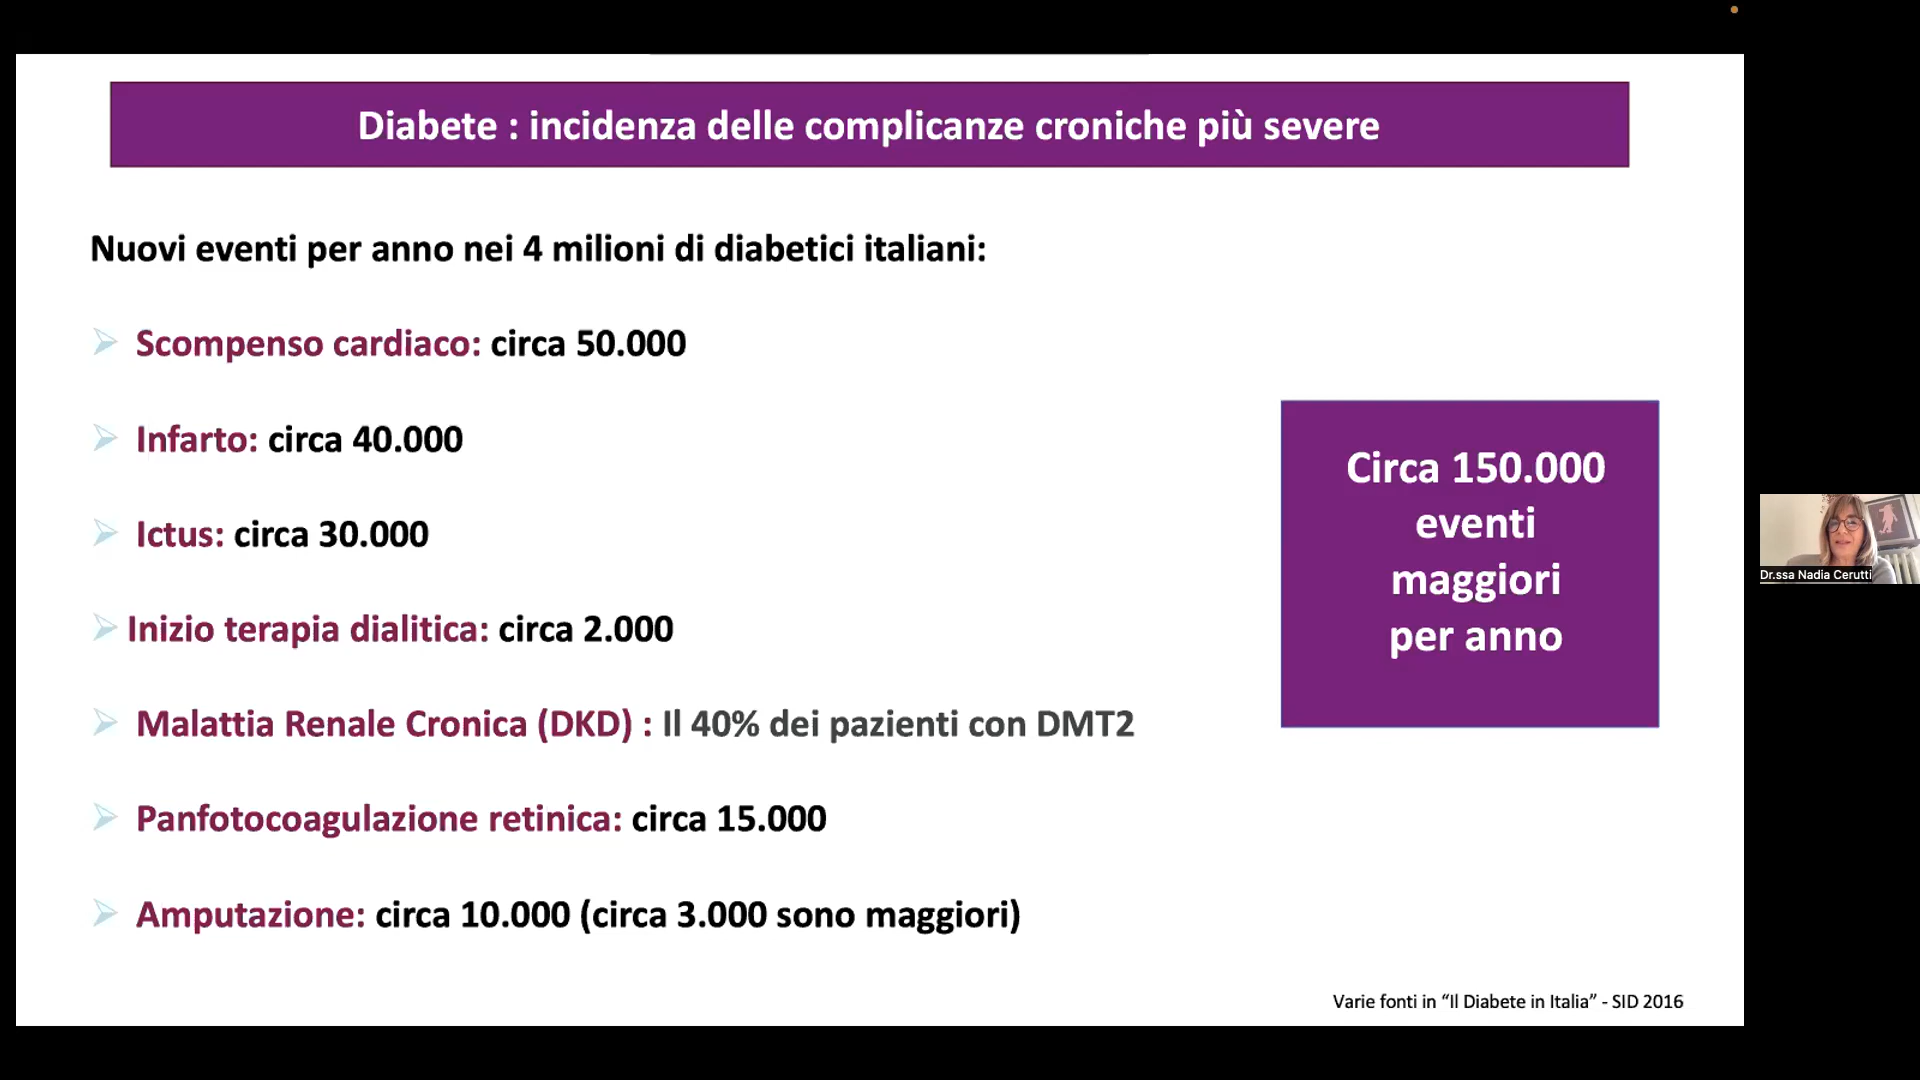 Diabete : incidenza delle complicanze croniche più severe
Nuovi eventi per anno nei 4 milioni di diabetici italiani:
Scompenso cardiaco: circa 50.000
Infarto: circa 40.000
Ictus: circa 30.000
Inizio terapia dialitica: circa 2.000
Malattia Renale Cronica (DKD) : Il 40% dei pazienti con DMT2
Panfotocoagulazione retinica: circa 15.000
Amputazione: circa 10.000 (circa 3.000 sono maggiori)
Circa 150.000
eventi
maggiori
per anno
Varie fonti in “Il Diabete in Italia” - SID 2016
Dr.ssa Nadia Cerutti